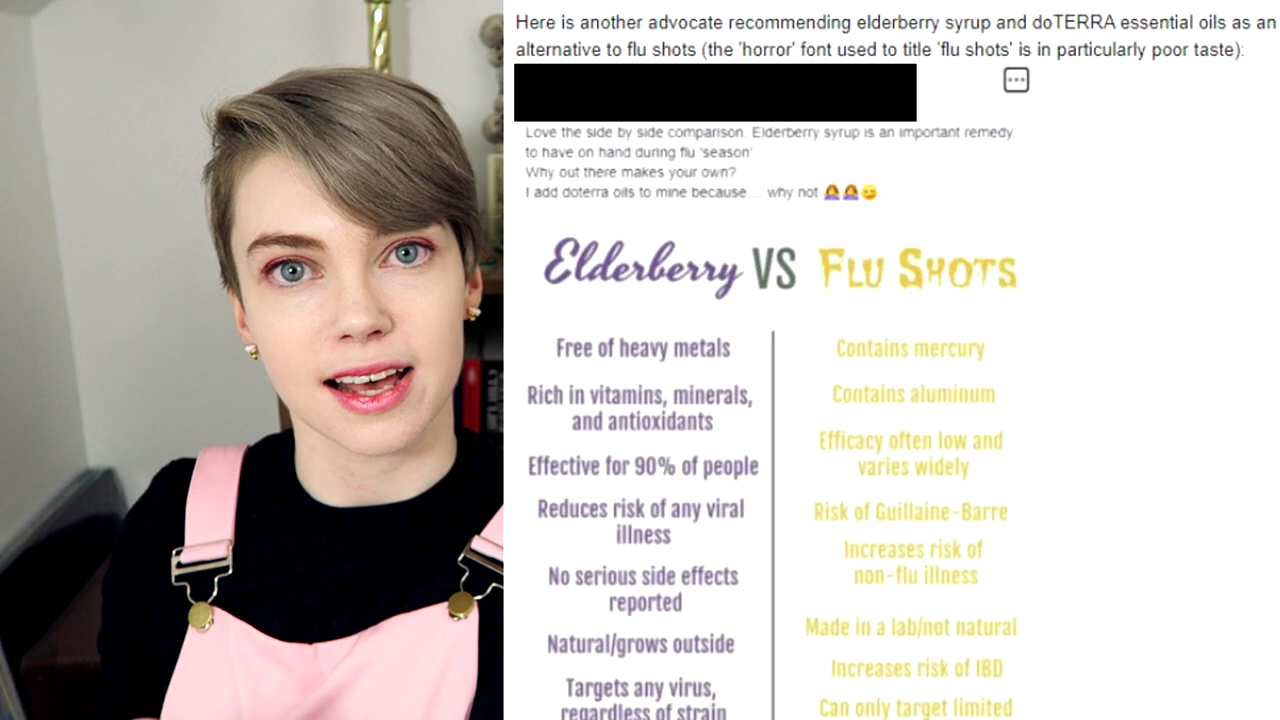 Here is another advocate recommending elderberry syrup and doTERRA essential oils as an
alternative to flu shots (the 'horror' font used to title 'flu shots' is in particularly poor taste):
Love the side by side comparison. Elderberry syrup is an important remedy
to have on hand during flu 'season'
Why out there makes your own?
I add doterra oils to mine because.... why not
Elderberry VS FLU SHOTS
Free of heavy metals
Rich in vitamins, minerals,
and antioxidants
Effective for 90% of people
Reduces risk of any viral
illness
No serious side effects
reported
Natural/grows outside
Targets any virus,
regardless of strain
Contains mercury
Contains aluminum
Efficacy often low and
varies widely
Risk of Guillaine-Barre
Increases risk of
non-flu illness
Made in a lab/not natural
Increases risk of IBD
Can only target limited